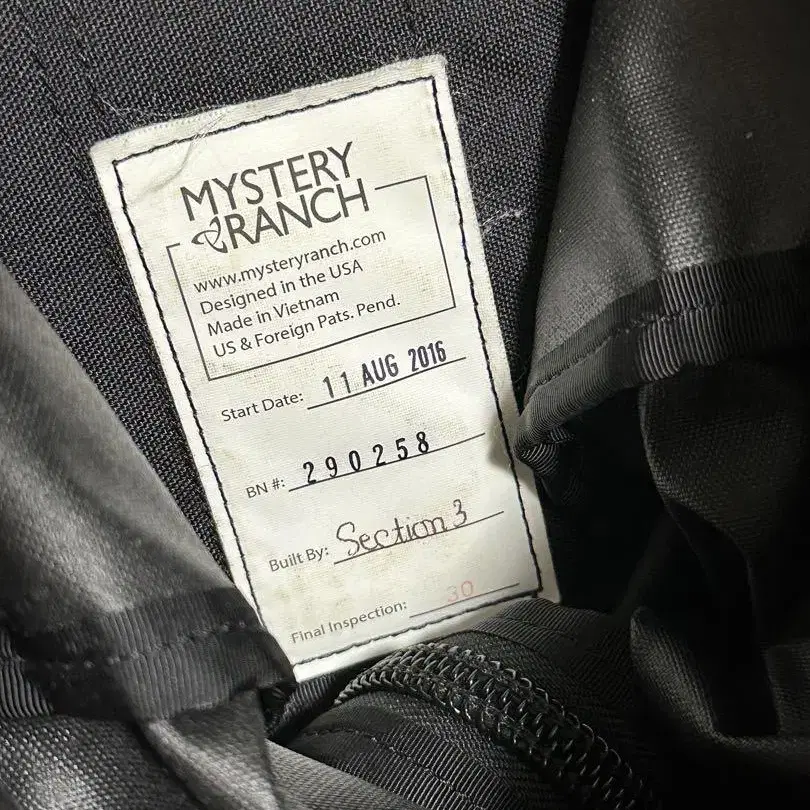 MYSTERY
RANCH
www.mysteryranch.com
Designed in the USA
Made in Vietnam
US & Foreign Pats. Pend.
Start Date: 11 AUG 2016
BN #: 290258
Built By: Section 3
Final Inspection: 30